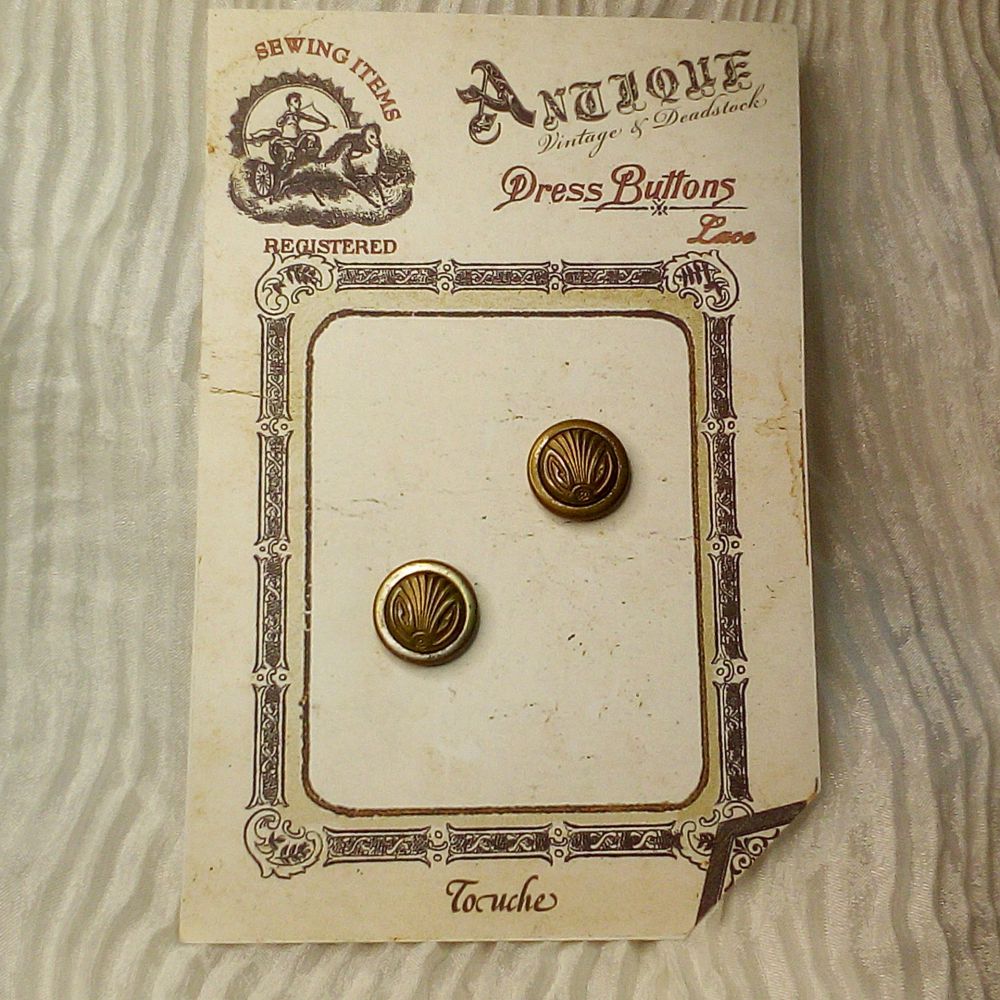 SEWING ITEMS
REGISTERED
ANTIQUE
Vintage & Deadstock
Dress Buttons
Lace
Touche